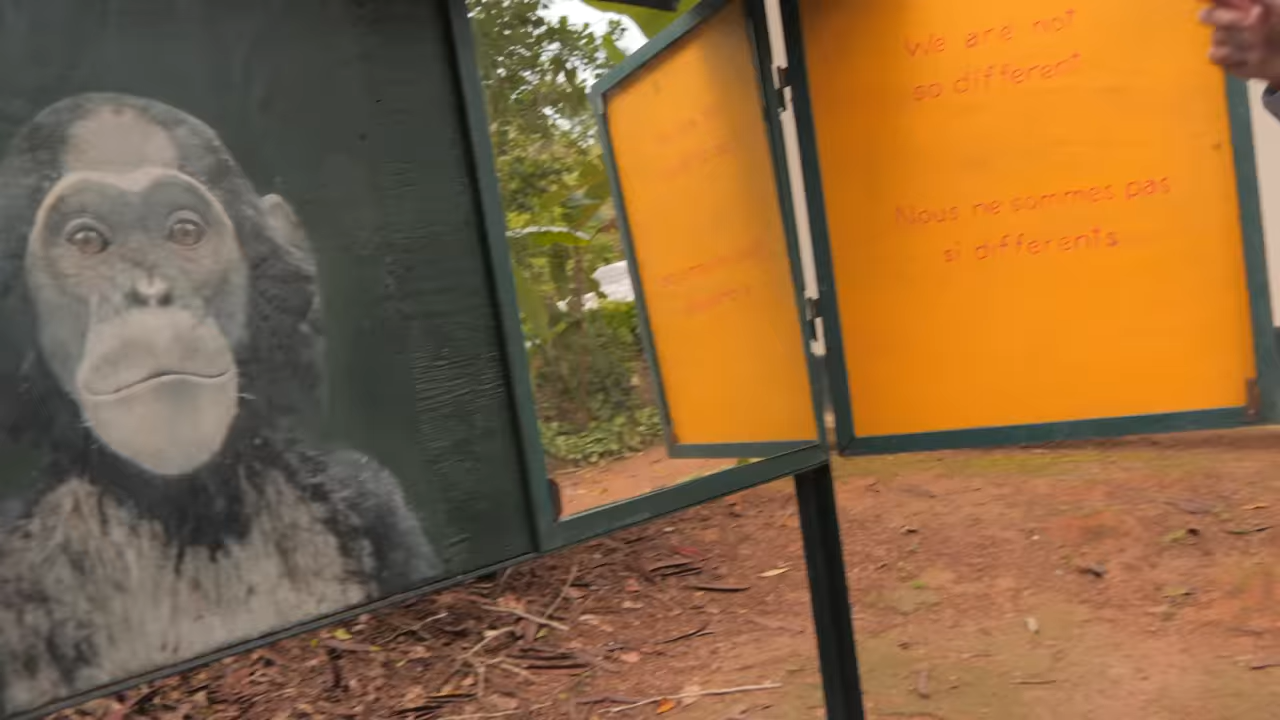 We are not
so different
Nous ne sommes pas
si differents